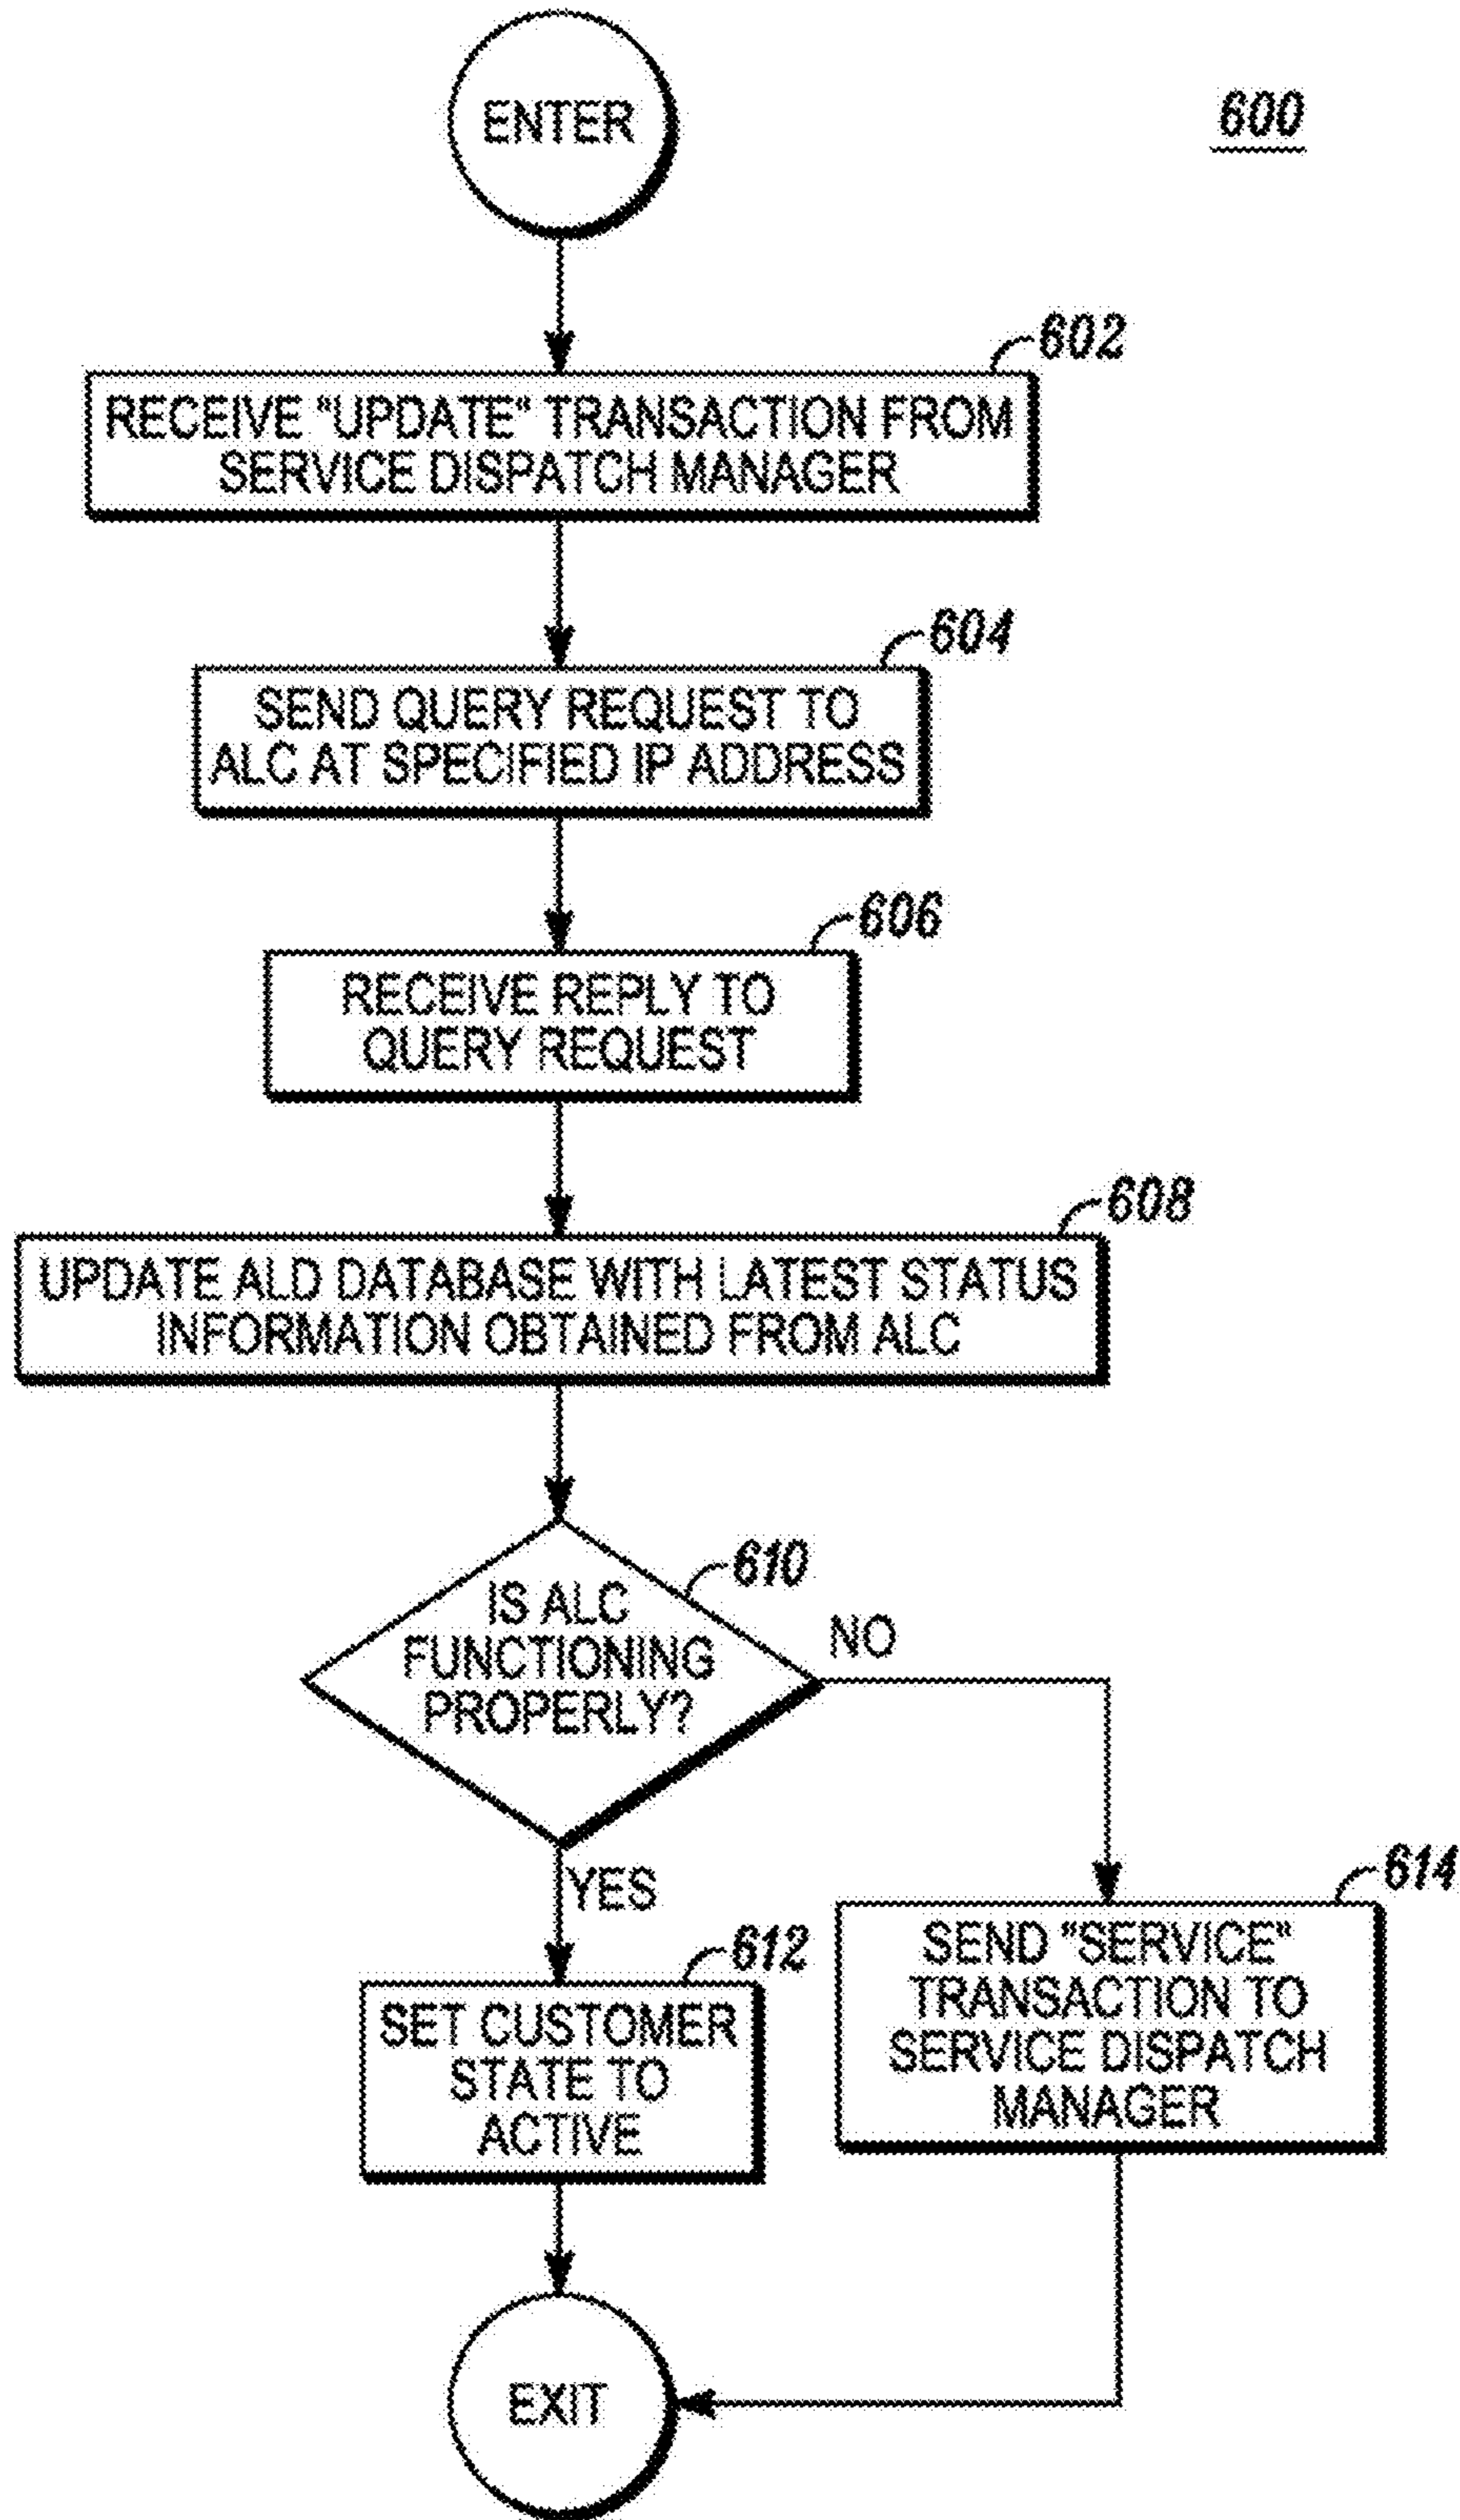 ENTER
600
602
RECEIVE "UPDATE" TRANSACTION FROM
SERVICE DISPATCH MANAGER
604
SEND QUERY REQUEST TO
ALC AT SPECIFIED IP ADDRESS
606
RECEIVE REPLY TO
QUERY REQUEST
608
UPDATE ALD DATABASE WITH LATEST STATUS
INFORMATION OBTAINED FROM ALC
610
IS ALC
FUNCTIONING
PROPERLY?
NO
YES
612
SET CUSTOMER
STATE TO
ACTIVE
614
SEND "SERVICE"
TRANSACTION TO
SERVICE DISPATCH
MANAGER
EXIT